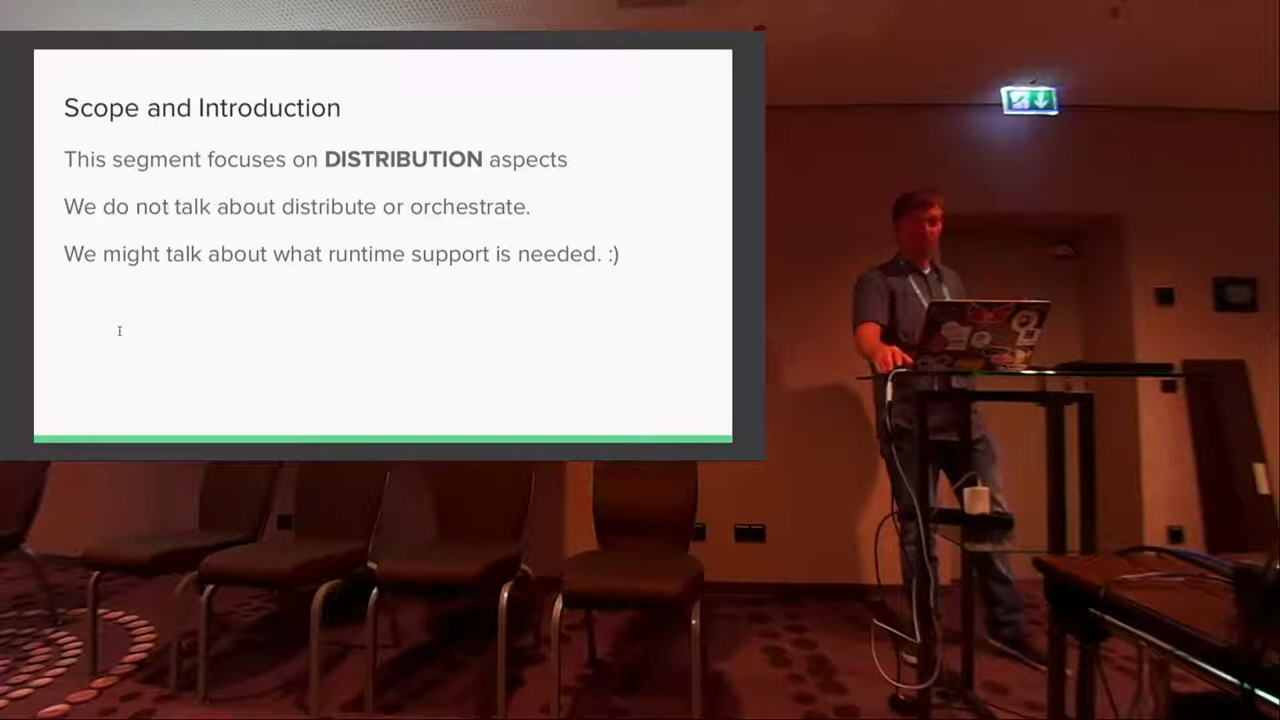 Scope and Introduction
This segment focuses on DISTRIBUTION aspects
We do not talk about distribute or orchestrate.
We might talk about what runtime support is needed. :)